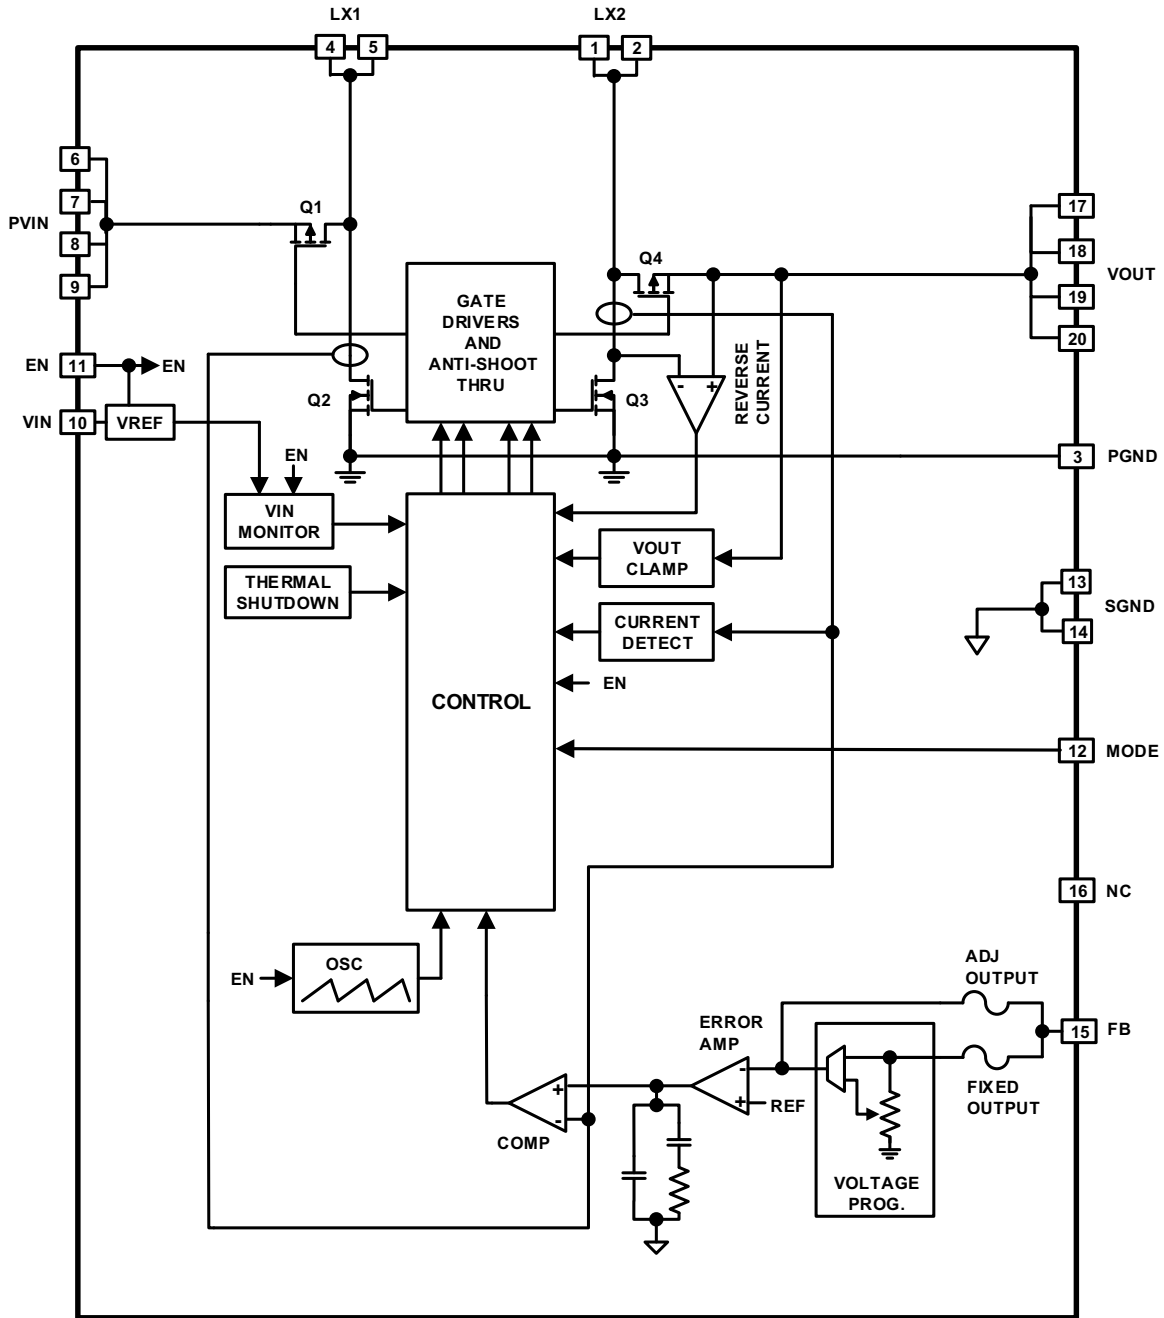 LX1
LX2
4
5
1
2
6
7
8
9
PVIN
Q1
Q4
17
18
19
20
VOUT
GATE
DRIVERS
AND
ANTI-SHOOT
THRU
REVERSE
CURRENT
EN
11
EN
VIN
10
VREF
Q2
Q3
-
+
3
PGND
EN
VIN
MONITOR
THERMAL
SHUTDOWN
VOUT
CLAMP
CURRENT
DETECT
EN
CONTROL
13
14
SGND
12
MODE
16
NC
EN
OSC
ADJ
OUTPUT
15
FB
FIXED
OUTPUT
ERROR
AMP
-
+
REF
+
-
COMP
VOLTAGE
PROG.